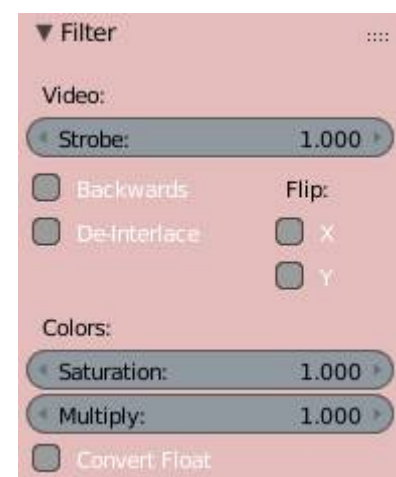 Filter
Video:
Strobe: 1.000
Backwards Flip:
De-Interlace X
Y
Colors:
Saturation: 1.000
Multiply: 1.000
Convert Float